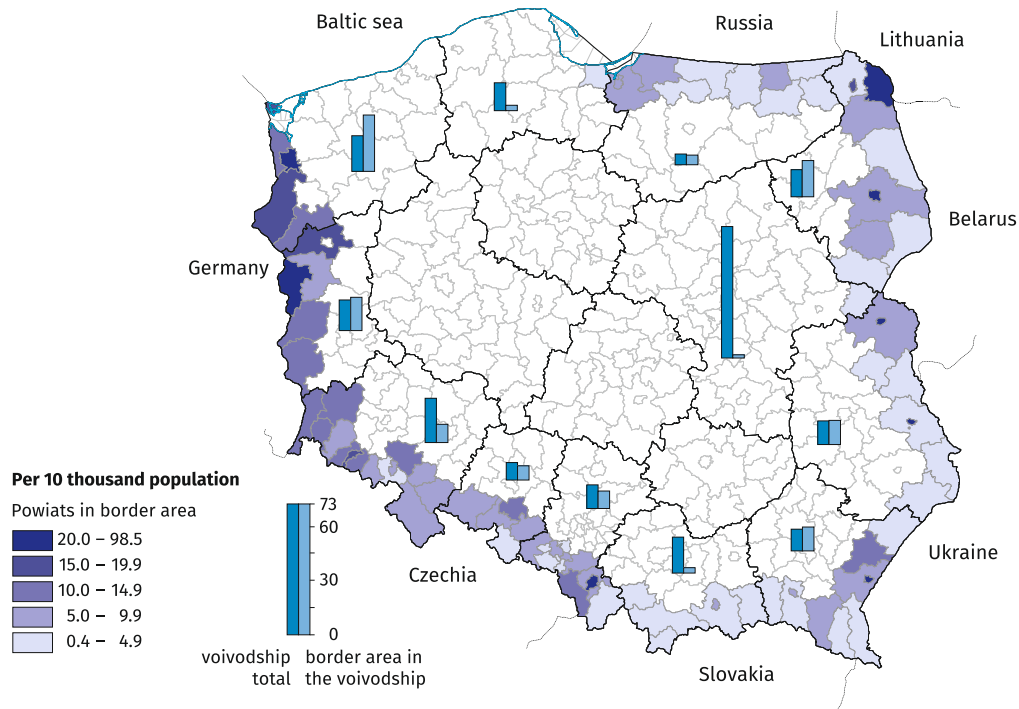 Baltic sea
Russia
Lithuania
Belarus
Germany
Ukraine
Czechia
Slovakia
Per 10 thousand population
Powiats in border area
20.0 – 98.5
15.0 – 19.9
10.0 – 14.9
5.0 – 9.9
0.4 – 4.9
73
60
30
0
voivodship total
border area in the voivodship